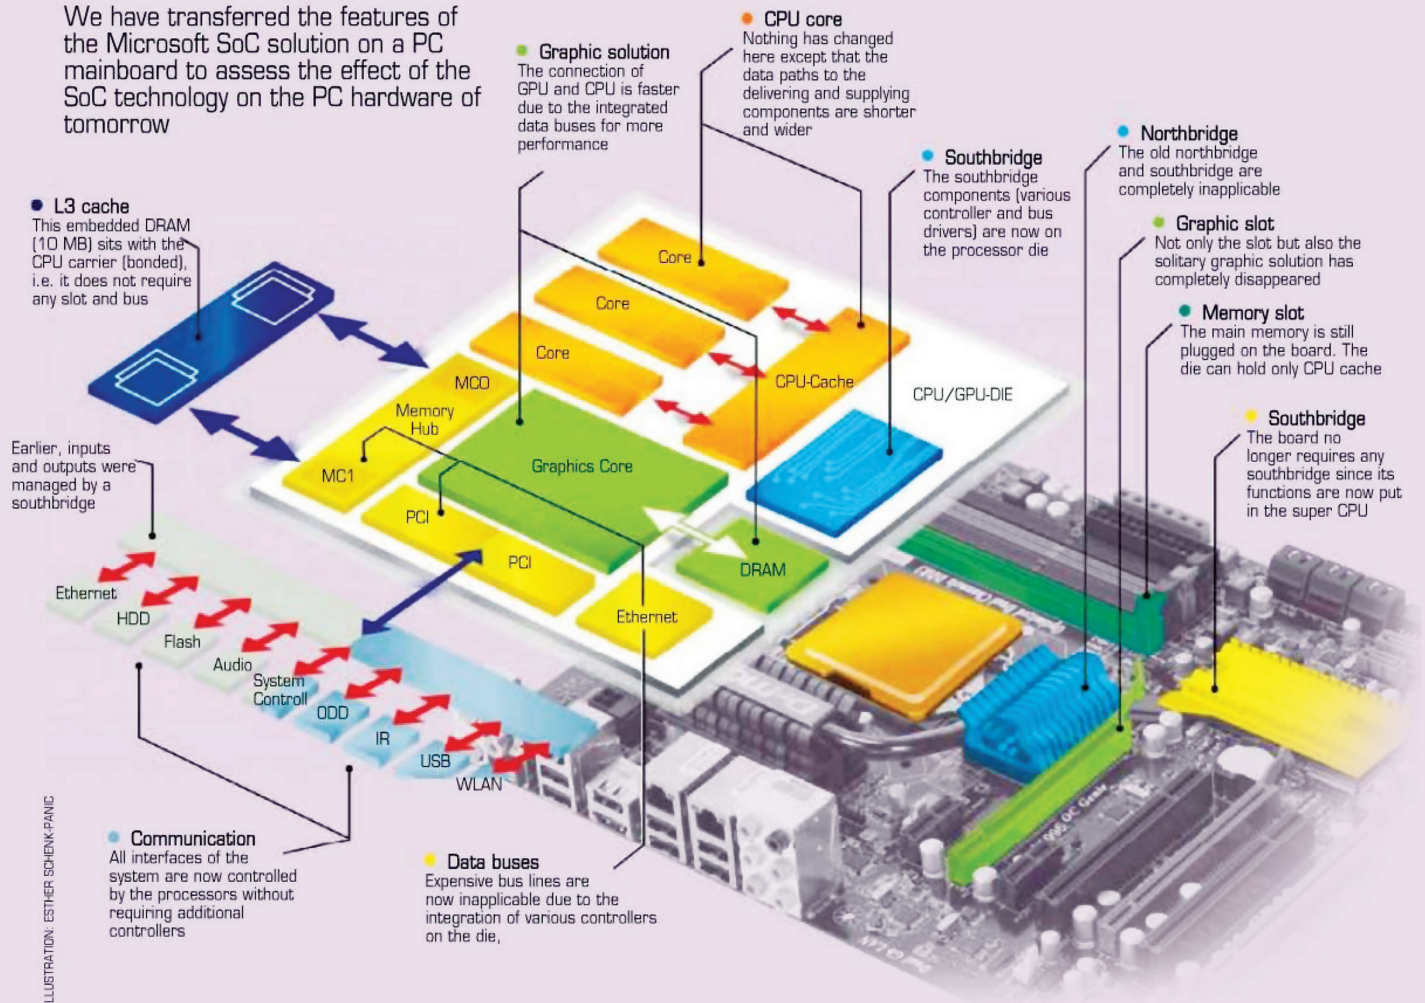 We have transferred the features of
the Microsoft SoC solution on a PC
mainboard to assess the effect of the
SoC technology on the PC hardware of
tomorrow
Graphic solution
The connection of
GPU and CPU is faster
due to the integrated
data buses for more
performance
CPU core
Nothing has changed
here except that the
data paths to the
delivering and supplying
components are shorter
and wider
Southbridge
The southbridge
components (various
controller and bus
drivers) are now on
the processor die
Northbridge
The old northbridge
and southbridge are
completely inapplicable
Graphic slot
Not only the slot but also the
solitary graphic solution has
completely disappeared
Memory slot
The main memory is still
plugged on the board. The
die can hold only CPU cache
Southbridge
The board no
longer requires any
southbridge since its
functions are now put
in the super CPU
L3 cache
This embedded DRAM
(10 MB) sits with the
CPU carrier (bonded),
i.e. it does not require
any slot and bus
Core
Core
Core
CPU-Cache
CPU/GPU-DIE
MC0
Memory
Hub
MC1
Graphics Core
PCI
PCI
DRAM
Ethernet
Earlier, inputs
and outputs were
managed by a
southbridge
Ethernet
HDD
Flash
Audio
System
Controll
ODD
IR
USB
WLAN
Communication
All interfaces of the
system are now controlled
by the processors without
requiring additional
controllers
Data buses
Expensive bus lines are
now inapplicable due to the
integration of various controllers
on the die,
LLUSTRATION: ESTHER SCHENK-PANIC